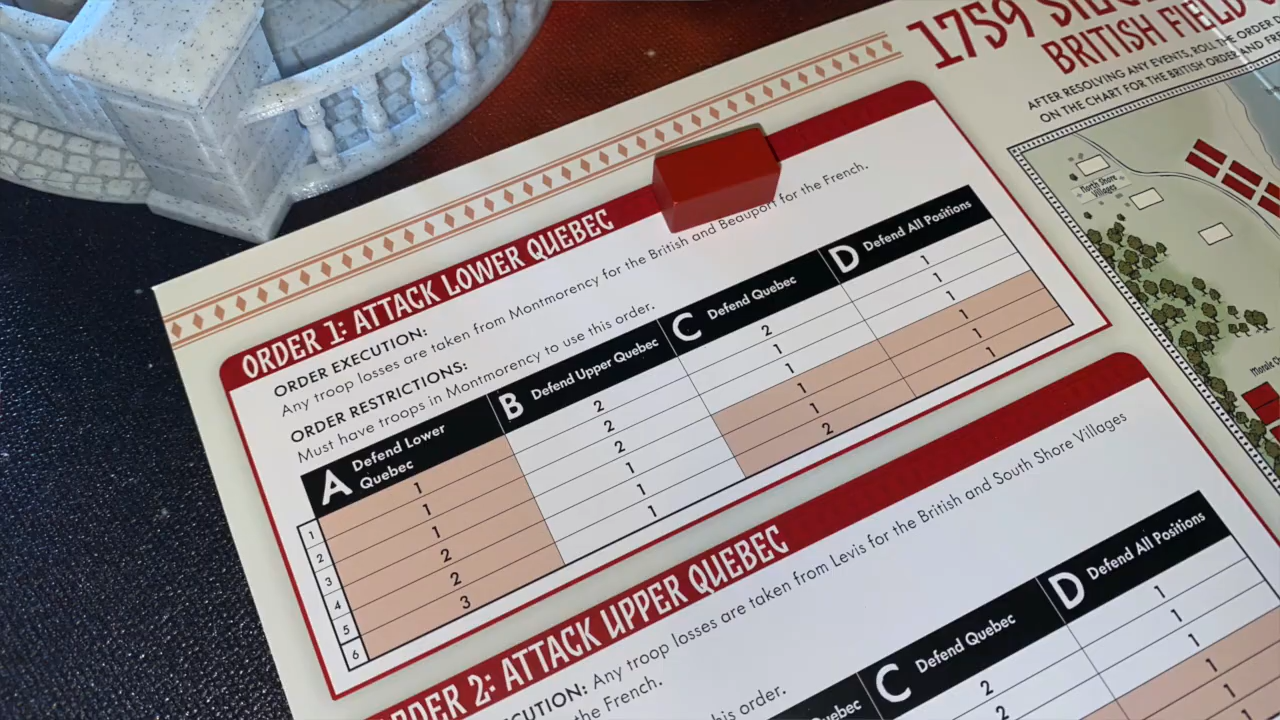 1759 SIEGE
BRITISH FIELD
AFTER RESOLVING ANY EVENTS, ROLL THE ORDER
ON THE CHART FOR THE BRITISH ORDER AND
North Shore
Villages
ORDER 1: ATTACK LOWER QUEBEC
ORDER EXECUTION:
Any troop losses are taken from Montmorency for the British and Beauport for the French.
ORDER RESTRICTIONS:
Must have troops in Montmorency to use this order.
A Defend Lower Quebec B Defend Upper Quebec C Defend Quebec D Defend All Positions
1 1 2 2 1
2 1 2 1 1
3 1 2 1 1
4 2 1 1 1
5 2 1 1 1
6 3 1 2 1
ORDER 2: ATTACK UPPER QUEBEC
Any troop losses are taken from Levis for the British and South Shore Villages
the French.
this order.
Quebec C Defend Quebec D Defend All Positions
2 1
2 1
1
1
1